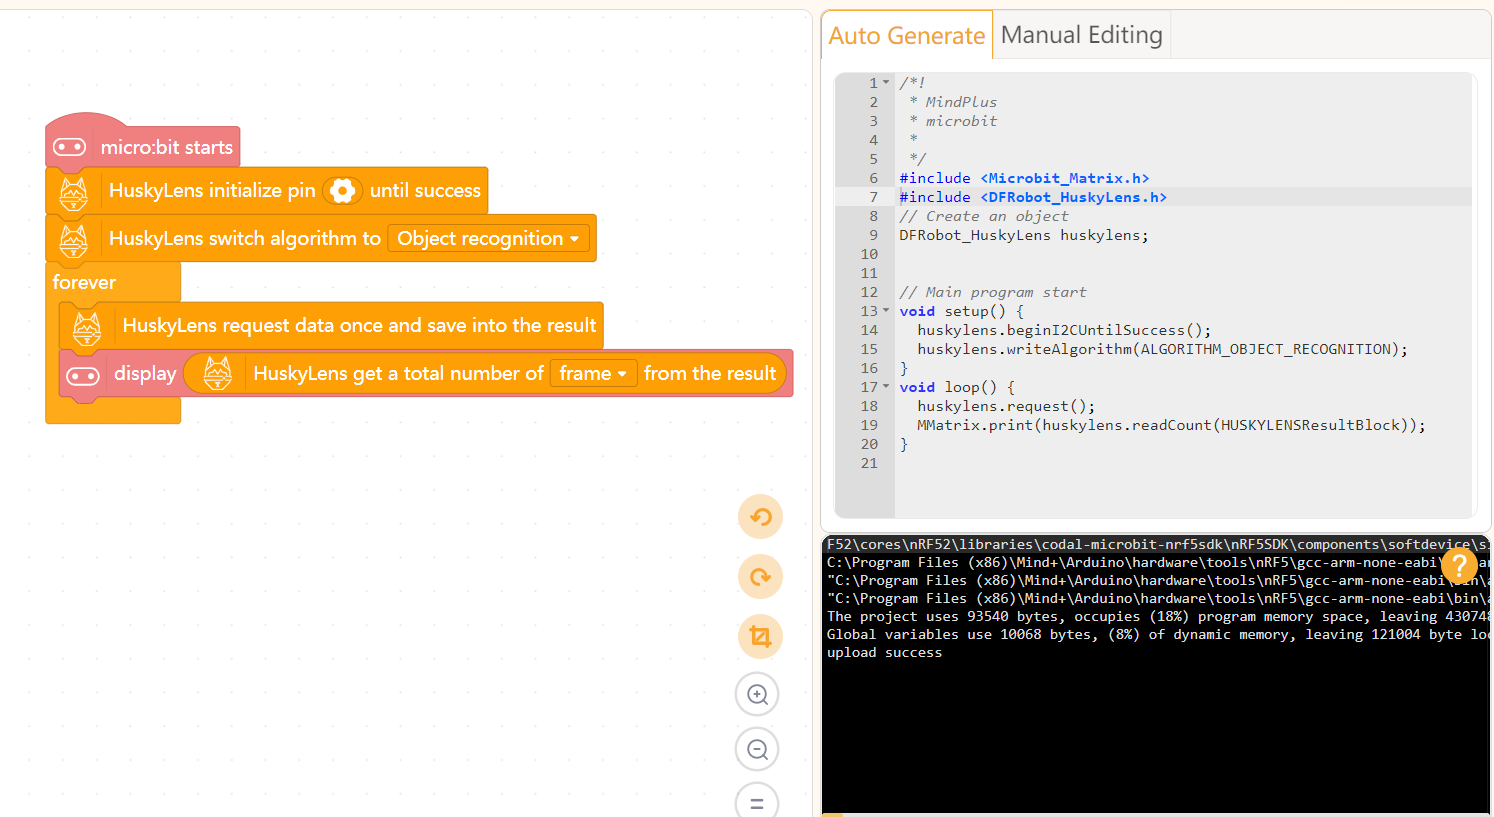 micro:bit starts
HuskyLens initialize pin until success
HuskyLens switch algorithm to Object recognition
forever
HuskyLens request data once and save into the result
display HuskyLens get a total number of frame from the result
Auto Generate Manual Editing
1 /*!
2 * MindPlus
3 * microbit
4 *
5 */
6 #include <Microbit_Matrix.h>
7 #include <DFRobot_HuskyLens.h>
8 // Create an object
9 DFRobot_HuskyLens huskylens;
10
11
12 // Main program start
13 void setup() {
14 huskylens.beginI2CUntilSuccess();
15 huskylens.writeAlgorithm(ALGORITHM_OBJECT_RECOGNITION);
16 }
17 void loop() {
18 huskylens.request();
19 MMatrix.print(huskylens.readCount(HUSKYLENSResultBlock));
20 }
21
F52\cores\nRF52\libraries\codal-microbit-nrf5sdk\nRF5SDK\components\softdevice\
C:\Program Files (x86)\Mind+\Arduino\hardware\tools\nRF5\gcc-arm-none-eabi\
"C:\Program Files (x86)\Mind+\Arduino\hardware\tools\nRF5\gcc-arm-none-eabi\
"C:\Program Files (x86)\Mind+\Arduino\hardware\tools\nRF5\gcc-arm-none-eabi\bin\
The project uses 93540 bytes, occupies (18%) program memory space, leaving 430748
Global variables use 10068 bytes, (8%) of dynamic memory, leaving 121004 byte
upload success
?